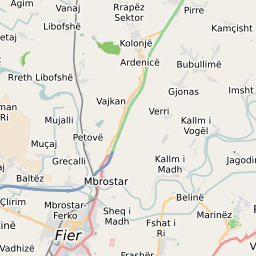 Agim
Vanaj
Rrapëz
Sektor
Pirre
Libofshë
Kolonjë
Kamçisht
Ardenicë
Bubullimë
Rreth Libofshë
Gjonas
Imsht
Vajkan
Verri
Ri
Mujalli
Kallm i
Vogël
Petovë
Muçaj
Grecalli
Kallm i
Madh
Jagodin
Baltëz
Mbrostar
Mbrostar-
Ferko
Belinë
Çlirim
Sheq i
Madh
Marinëz
Fshat i
Ri
Fier
Vadhizë
Frashër